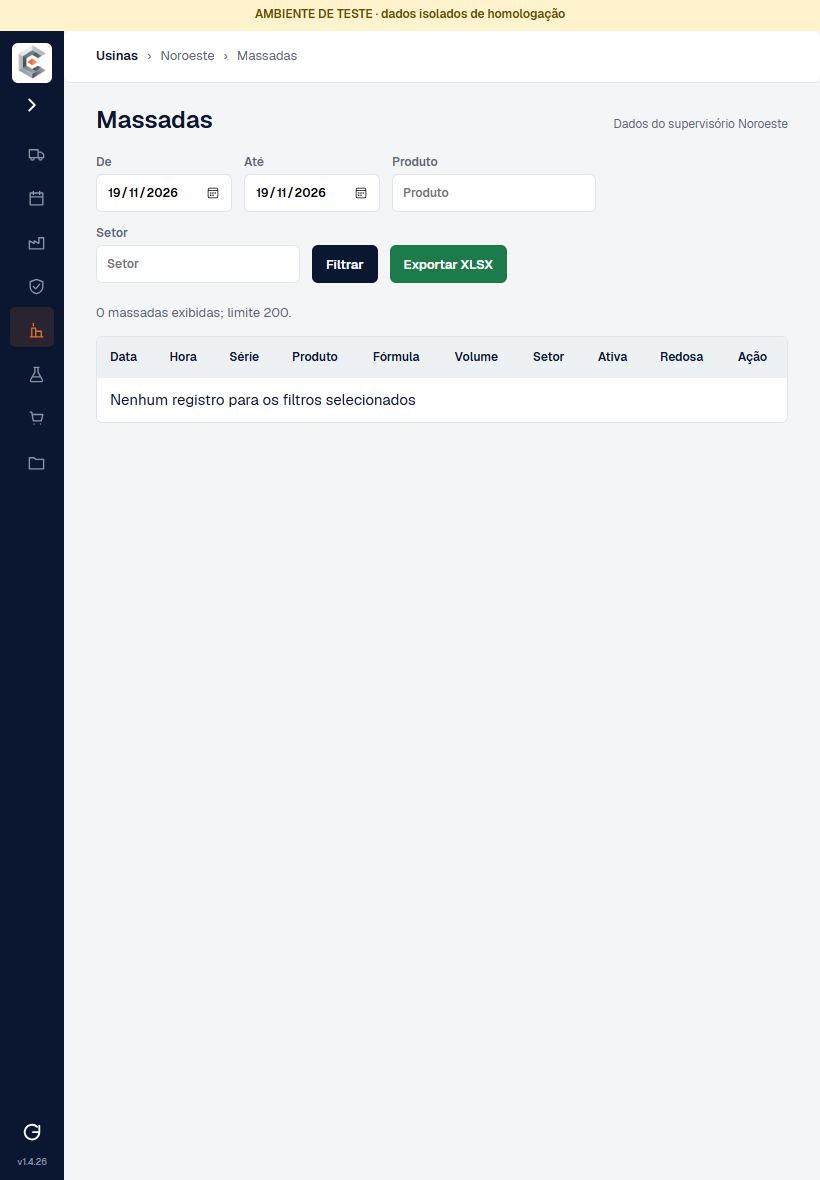 AMBIENTE DE TESTE · dados isolados de homologação
Usinas › Noroeste › Massadas
Massadas
Dados do supervisório Noroeste
De Até Produto
19/11/2026 19/11/2026 Produto
Setor
Setor Filtrar Exportar XLSX
0 massadas exibidas; limite 200.
Data Hora Série Produto Fórmula Volume Setor Ativa Redosa Ação
Nenhum registro para os filtros selecionados
v1.4.26